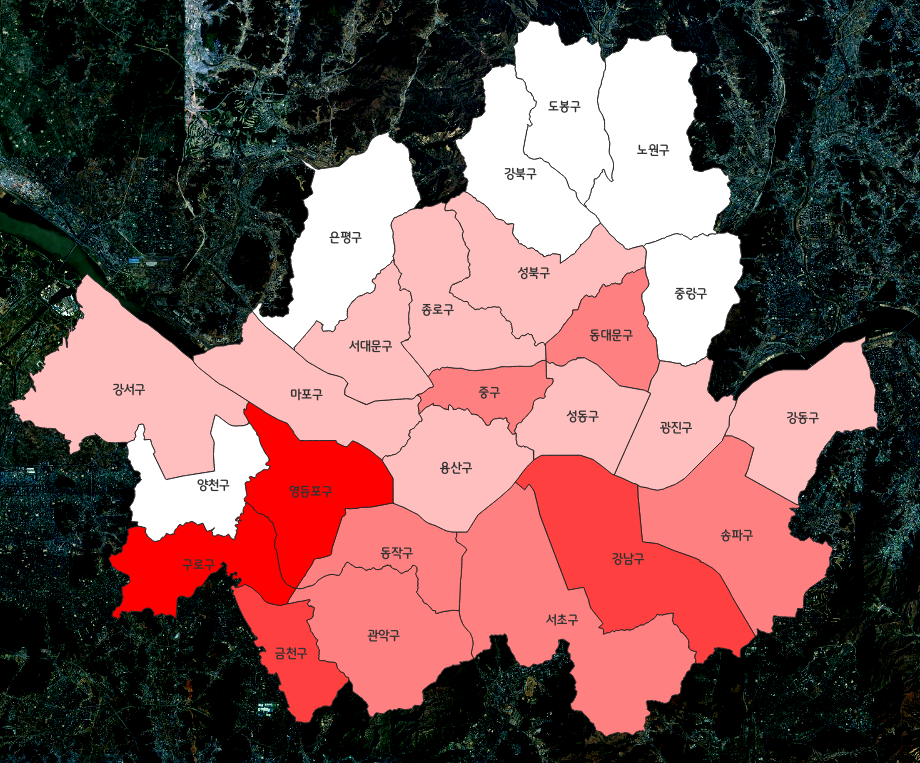 도봉구
노원구
강북구
은평구
성북구
중랑구
종로구
동대문구
서대문구
강서구
마포구
중구
성동구
강동구
광진구
용산구
양천구
영등포구
송파구
동작구
강남구
구로구
서초구
관악구
금천구